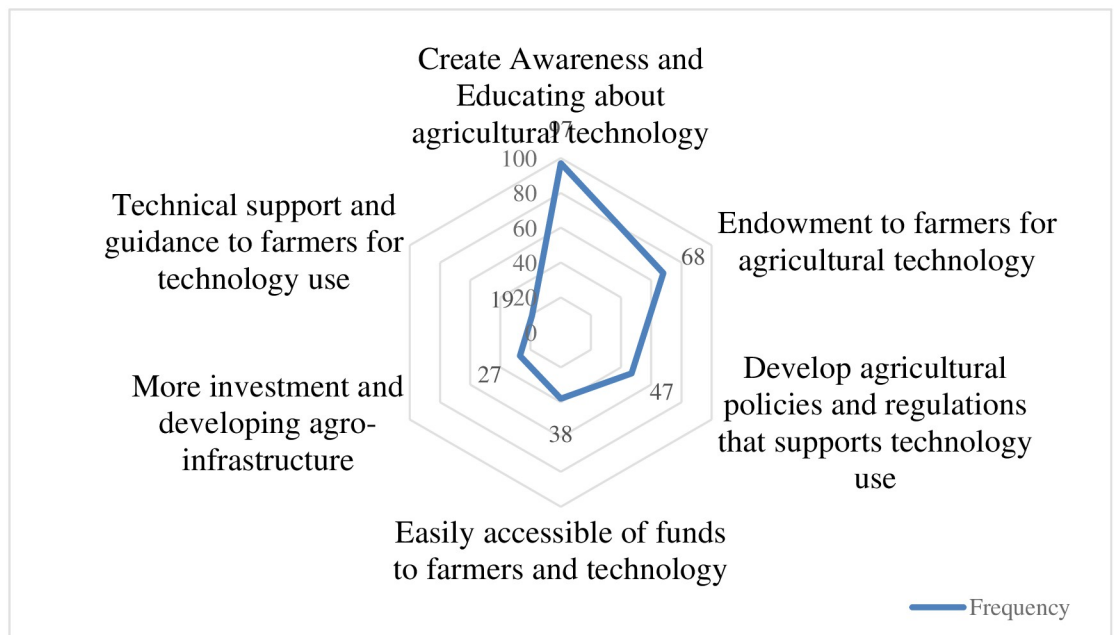 Create Awareness and
Educating about
agricultural technology
97
100
80
60
40
20
0
Endowment to farmers for
agricultural technology
68
Develop agricultural
policies and regulations
that supports technology
use
47
Easily accessible of funds
to farmers and technology
38
More investment and
developing agro-
infrastructure
27
Technical support and
guidance to farmers for
technology use
19
Frequency